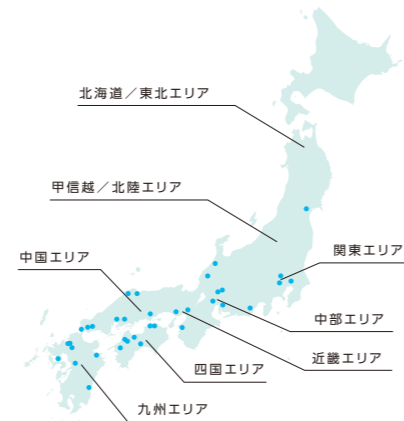 北海道／東北エリア
甲信越／北陸エリア
関東エリア
中国エリア
中部エリア
近畿エリア
四国エリア
九州エリア